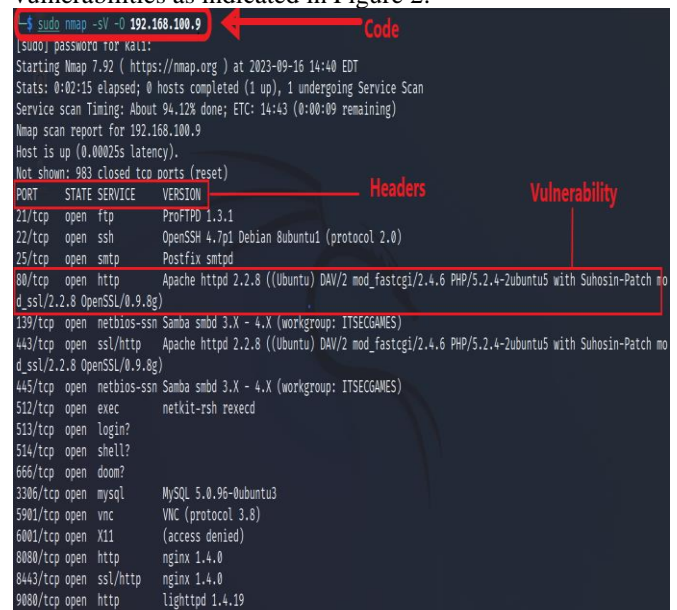 vulnerabilities as indicated in Figure 2.
$ sudo nmap -sV -O 192.168.100.9
Code
[sudo] password for kali:
Starting Nmap 7.92 ( https://nmap.org ) at 2023-09-16 14:40 EDT
Stats: 0:02:15 elapsed; 0 hosts completed (1 up), 1 undergoing Service Scan
Service scan Timing: About 94.12% done; ETC: 14:43 (0:00:09 remaining)
Nmap scan report for 192.168.100.9
Host is up (0.00025s latency).
Not shown: 983 closed tcp ports (reset)
PORT STATE SERVICE VERSION
Headers
Vulnerability
21/tcp open ftp ProFTPD 1.3.1
22/tcp open ssh OpenSSH 4.7p1 Debian 8ubuntu1 (protocol 2.0)
25/tcp open smtp Postfix smtpd
80/tcp open http Apache httpd 2.2.8 ((Ubuntu) DAV/2 mod_fastcgi/2.4.6 PHP/5.2.4-2ubuntu5 with Suhosin-Patch mo
d_ssl/2.2.8 OpenSSL/0.9.8g)
139/tcp open netbios-ssn Samba smbd 3.X - 4.X (workgroup: ITSECGAMES)
443/tcp open ssl/http Apache httpd 2.2.8 ((Ubuntu) DAV/2 mod_fastcgi/2.4.6 PHP/5.2.4-2ubuntu5 with Suhosin-Patch mo
d_ssl/2.2.8 OpenSSL/0.9.8g)
445/tcp open netbios-ssn Samba smbd 3.X - 4.X (workgroup: ITSECGAMES)
512/tcp open exec netkit-rsh rexecd
513/tcp open login?
514/tcp open shell?
666/tcp open doom?
3306/tcp open mysql MySQL 5.0.96-0ubuntu3
5901/tcp open vnc VNC (protocol 3.8)
6001/tcp open X11 (access denied)
8080/tcp open http nginx 1.4.0
8443/tcp open ssl/http nginx 1.4.0
9080/tcp open http lighttpd 1.4.19